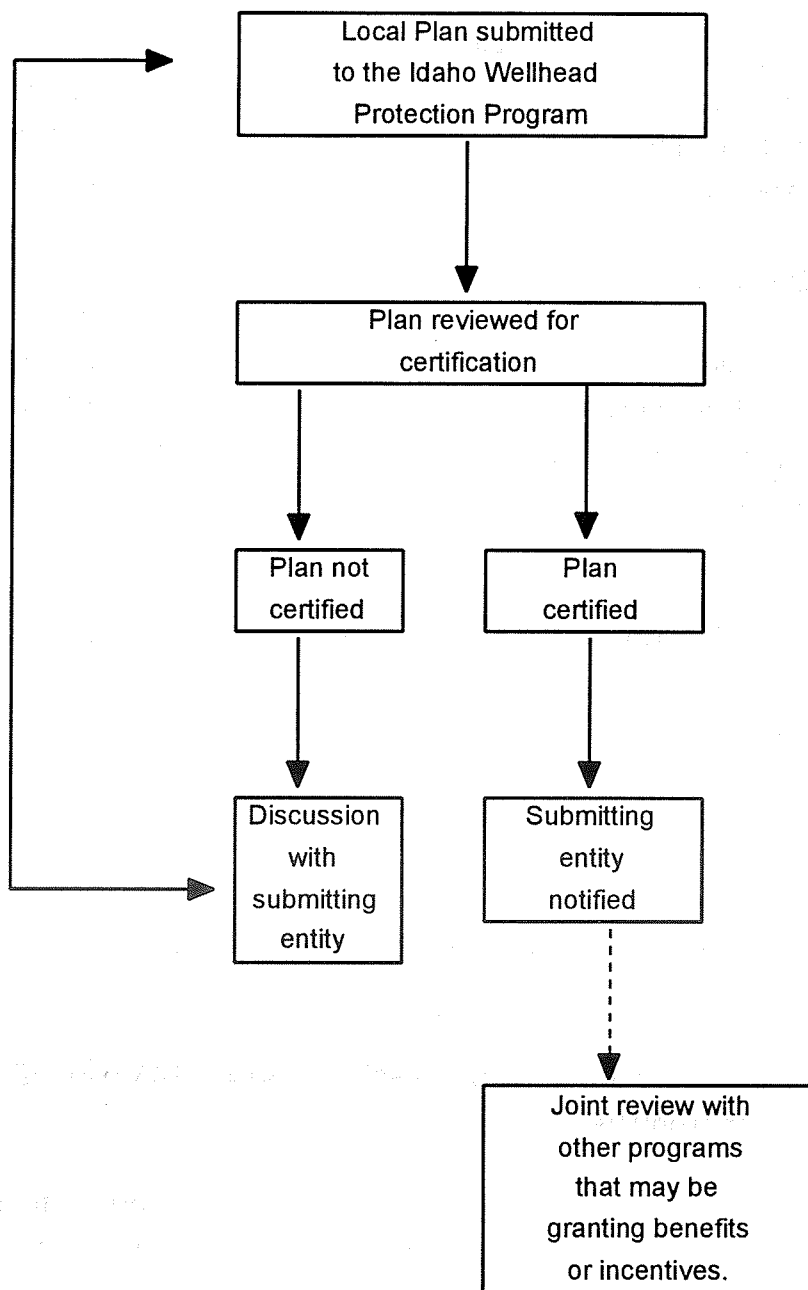 Local Plan submitted
to the Idaho Wellhead
Protection Program
Plan reviewed for
certification
Plan not
certified
Plan
certified
Discussion
with
submitting
entity
Submitting
entity
notified
Joint review with
other programs
that may be
granting benefits
or incentives.